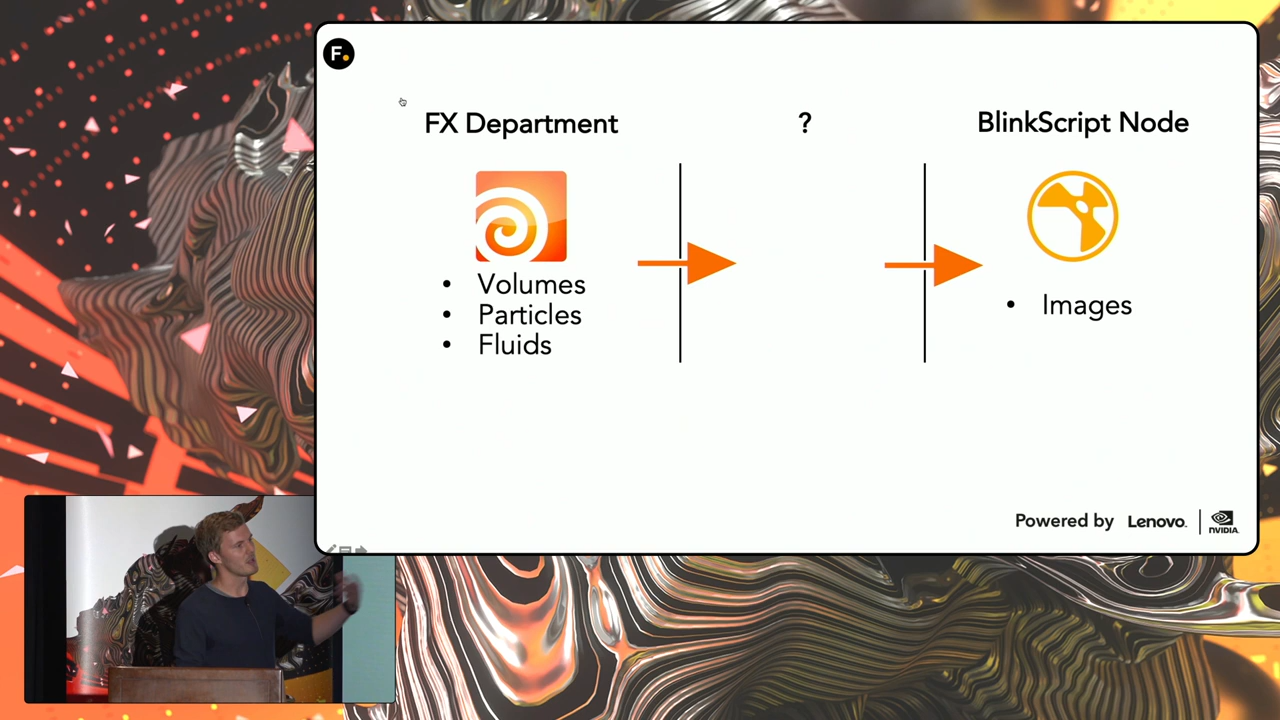 F.
FX Department
?
BlinkScript Node
• Volumes
• Particles
• Fluids
• Images
Powered by Lenovo. NVIDIA